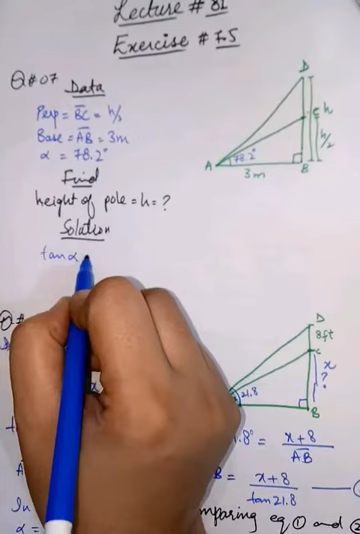 Lecture # 81
Exercise # 7.5
Q#07 Data
Perp = BC = h/2
Base = AB = 3m
α = 78.2°
Find
height of pole = h = ?
Solution
tan α
D
C
h
h/2
A
78.2°
3m
B
D
8ft
C
x
?
21.8
B
1.8° = x+8 / AB
B = x+8 / tan 21.8
mparing eq ① and ②
α =